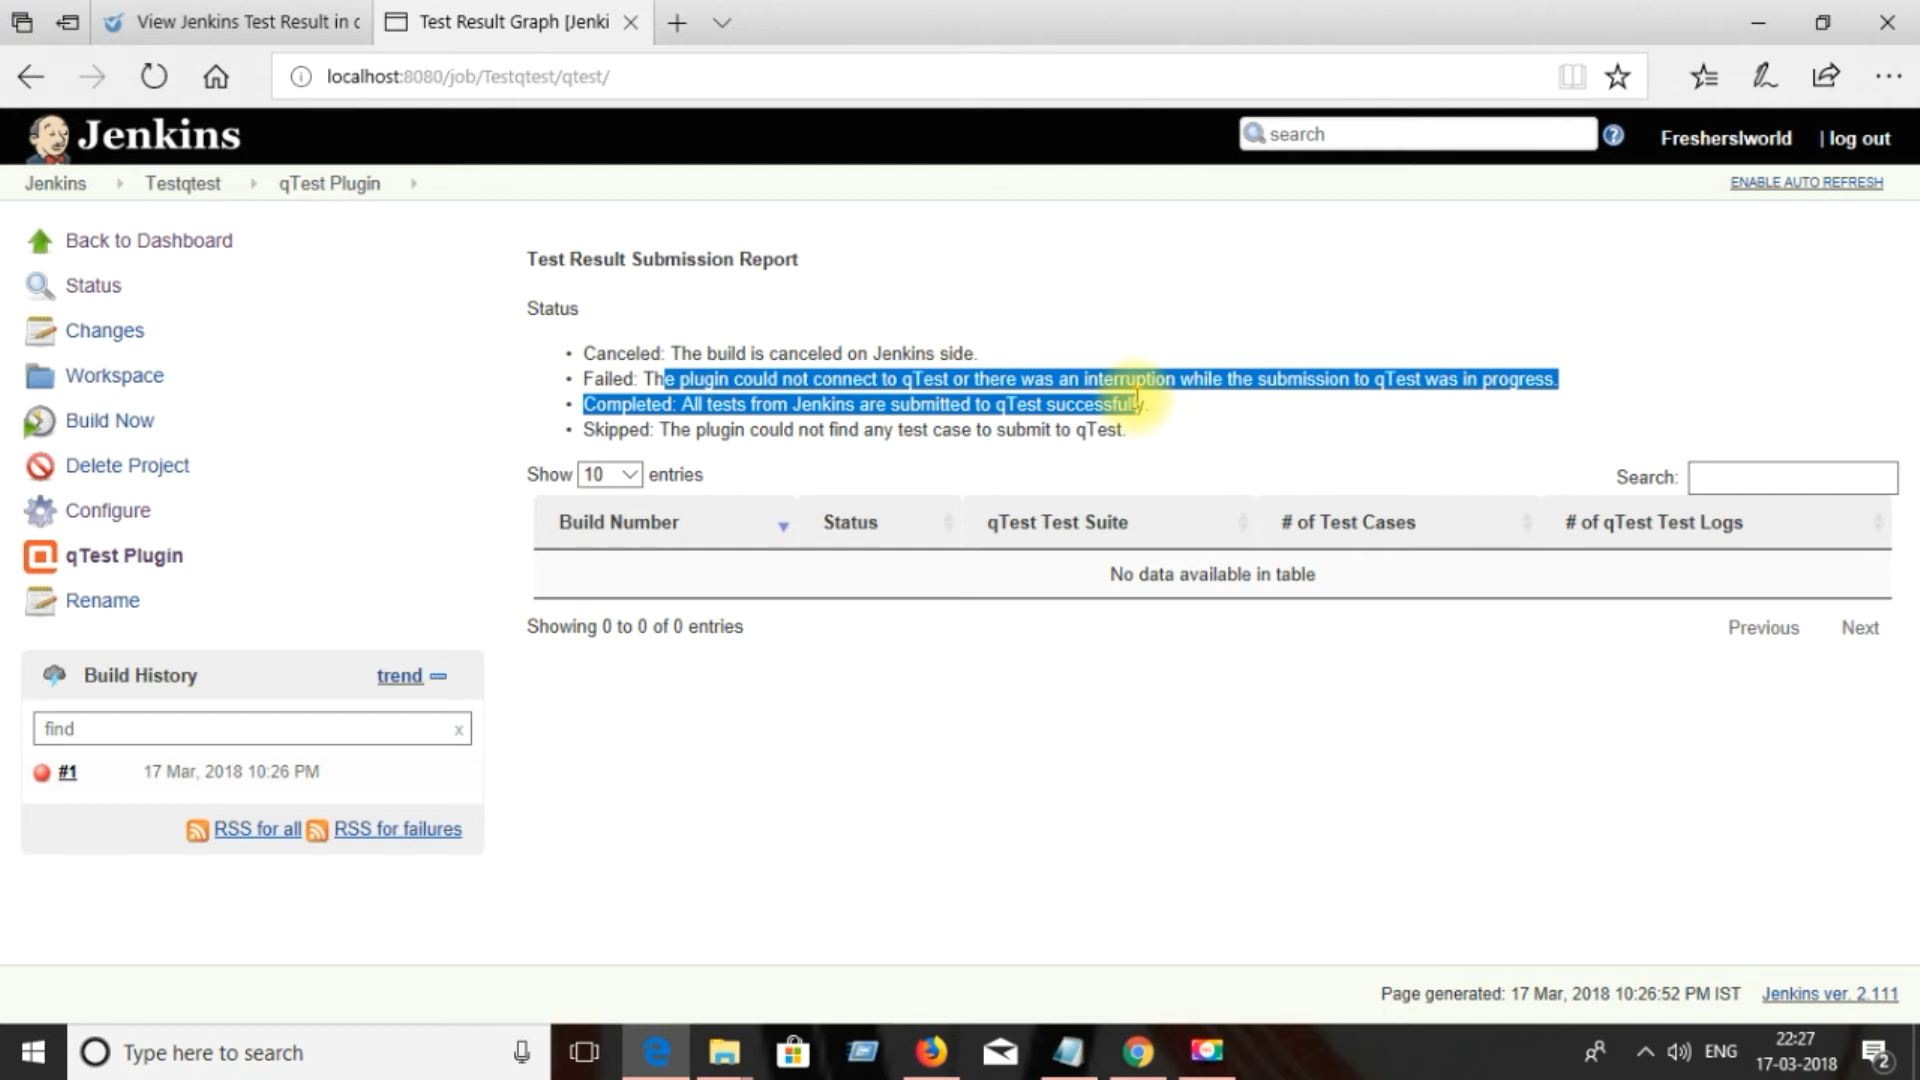 View Jenkins Test Result in c
Test Result Graph [Jenki
localhost:8080/job/Testqtest/qtest/
Jenkins
search
Fresherslworld
| log out
Jenkins
Testqtest
qTest Plugin
ENABLE AUTO REFRESH
Back to Dashboard
Status
Changes
Workspace
Build Now
Delete Project
Configure
qTest Plugin
Rename
Build History
trend
find
x
#1
17 Mar, 2018 10:26 PM
RSS for all
RSS for failures
Test Result Submission Report
Status
• Canceled: The build is canceled on Jenkins side.
• Failed: The plugin could not connect to qTest or there was an interruption while the submission to qTest was in progress.
• Completed: All tests from Jenkins are submitted to qTest successfully.
• Skipped: The plugin could not find any test case to submit to qTest.
Show 10 entries
Search:
Build Number Status qTest Test Suite # of Test Cases # of qTest Test Logs
No data available in table
Showing 0 to 0 of 0 entries
Previous Next
Page generated: 17 Mar, 2018 10:26:52 PM IST Jenkins ver. 2.111
Type here to search
ENG
22:27
17-03-2018
2